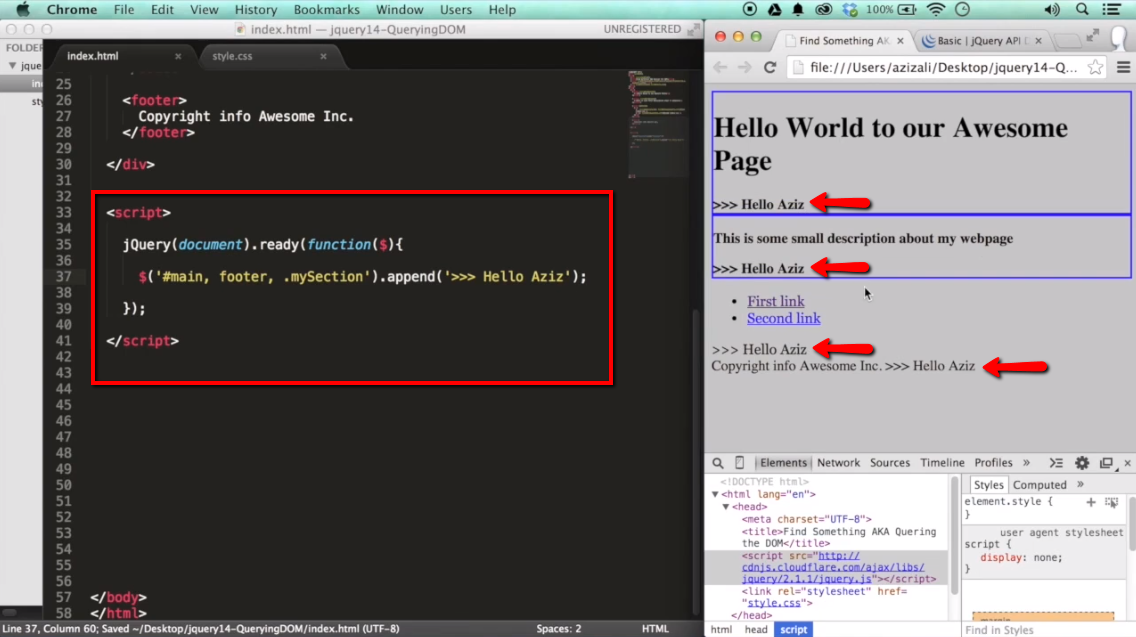 Chrome File Edit View History Bookmarks Window Users Help 100%
index.html — jquery14-QueryingDOM UNREGISTERED
FOLDER
index.html × style.css ×
25
26 <footer>
27 Copyright info Awesome Inc.
28 </footer>
29
30 </div>
31
32
33 <script>
34
35 jQuery(document).ready(function($){
36
37 $('#main, footer, .mySection').append('>>> Hello Aziz');
38
39 });
40
41 </script>
42
43
44
45
46
47
48
49
50
51
52
53
54
55
56
57 </body>
58 </html>
Line 37, Column 60; Saved ~/Desktop/jquery14-QueryingDOM/index.html (UTF-8) Spaces: 2 HTML
Find Something AKA × Basic | jQuery API D ×
file:///Users/azizali/Desktop/jquery14-Q...
Hello World to our Awesome
Page
>>> Hello Aziz
This is some small description about my webpage
>>> Hello Aziz
• First link
• Second link
>>> Hello Aziz
Copyright info Awesome Inc. >>> Hello Aziz
Elements Network Sources Timeline Profiles » ×
<!DOCTYPE html>
▼<html lang="en">
▼<head>
<meta charset="UTF-8">
<title>Find Something AKA Quering
the DOM</title>
<script src="http://
cdnjs.cloudflare.com/ajax/libs/
jquery/2.1.1/jquery.js"></script>
<link rel="stylesheet" href=
"style.css">
</head>
html head script
Styles Computed »
element.style {
}
user agent stylesheet
script {
display: none;
}
Find in Styles